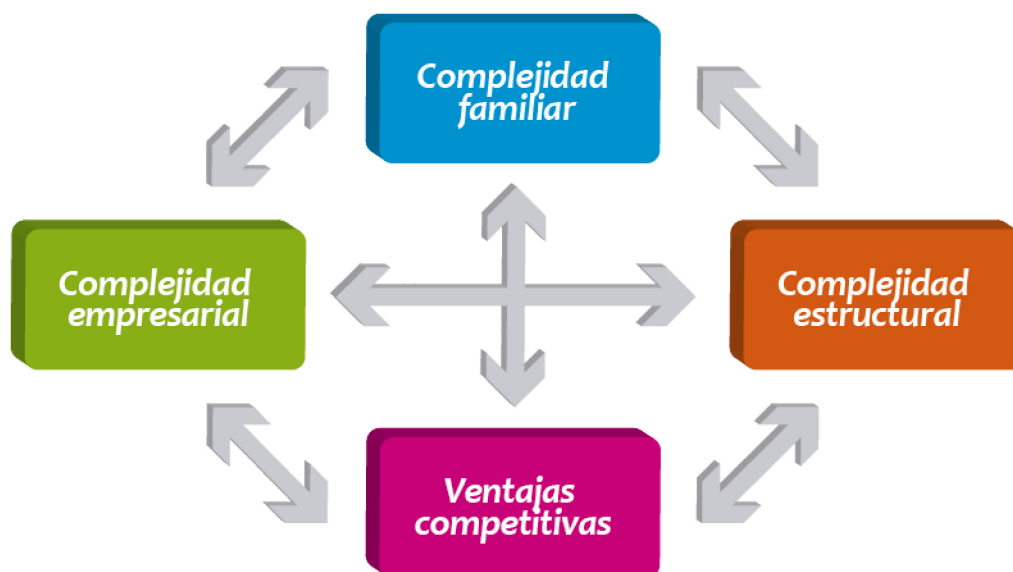 Complejidad
familiar
Complejidad
empresarial
Complejidad
estructural
Ventajas
competitivas